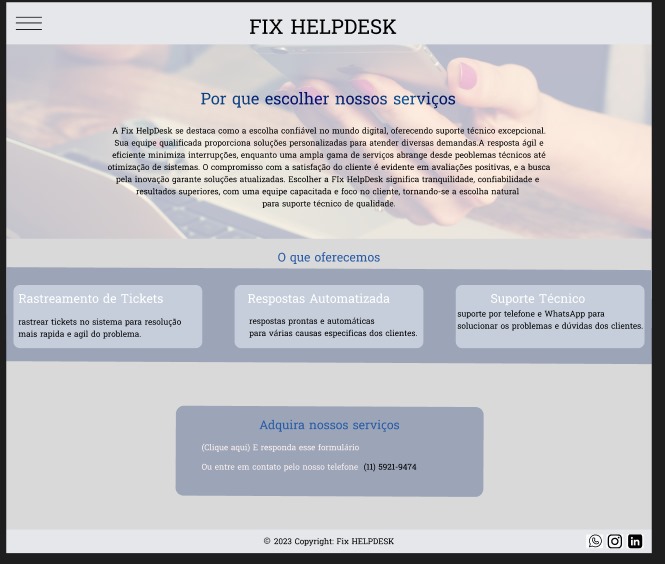 FIX HELPDESK
Por que escolher nossos serviços
A Fix HelpDesk se destaca como a escolha confiável no mundo digital, oferecendo suporte técnico excepcional.
Sua equipe qualificada proporciona soluções personalizadas para atender diversas demandas.A resposta ágil e
eficiente minimiza interrupções, enquanto uma ampla gama de serviços abrange desde peoblemas técnicos até
otimização de sistemas. O compromisso com a satisfação do cliente é evidente em avaliações positivas, e a busca
pela inovação garante soluções atualizadas. Escolher a FIx HelpDesk significa tranquilidade, confiabilidade e
resultados superiores, com uma equipe capacitada e foco no cliente, tornando-se a escolha natural
para suporte técnico de qualidade.
O que oferecemos
Rastreamento de Tickets
rastrear tickets no sistema para resolução
mais rapida e agil do problema.
Respostas Automatizada
respostas prontas e automáticas
para várias causas especificas dos clientes.
Suporte Técnico
suporte por telefone e WhatsApp para
solucionar os problemas e dúvidas dos clientes.
Adquira nossos serviços
(Clique aqui) E responda esse formulário
Ou entre em contato pelo nosso telefone (11) 5921-9474
© 2023 Copyright: Fix HELPDESK
in